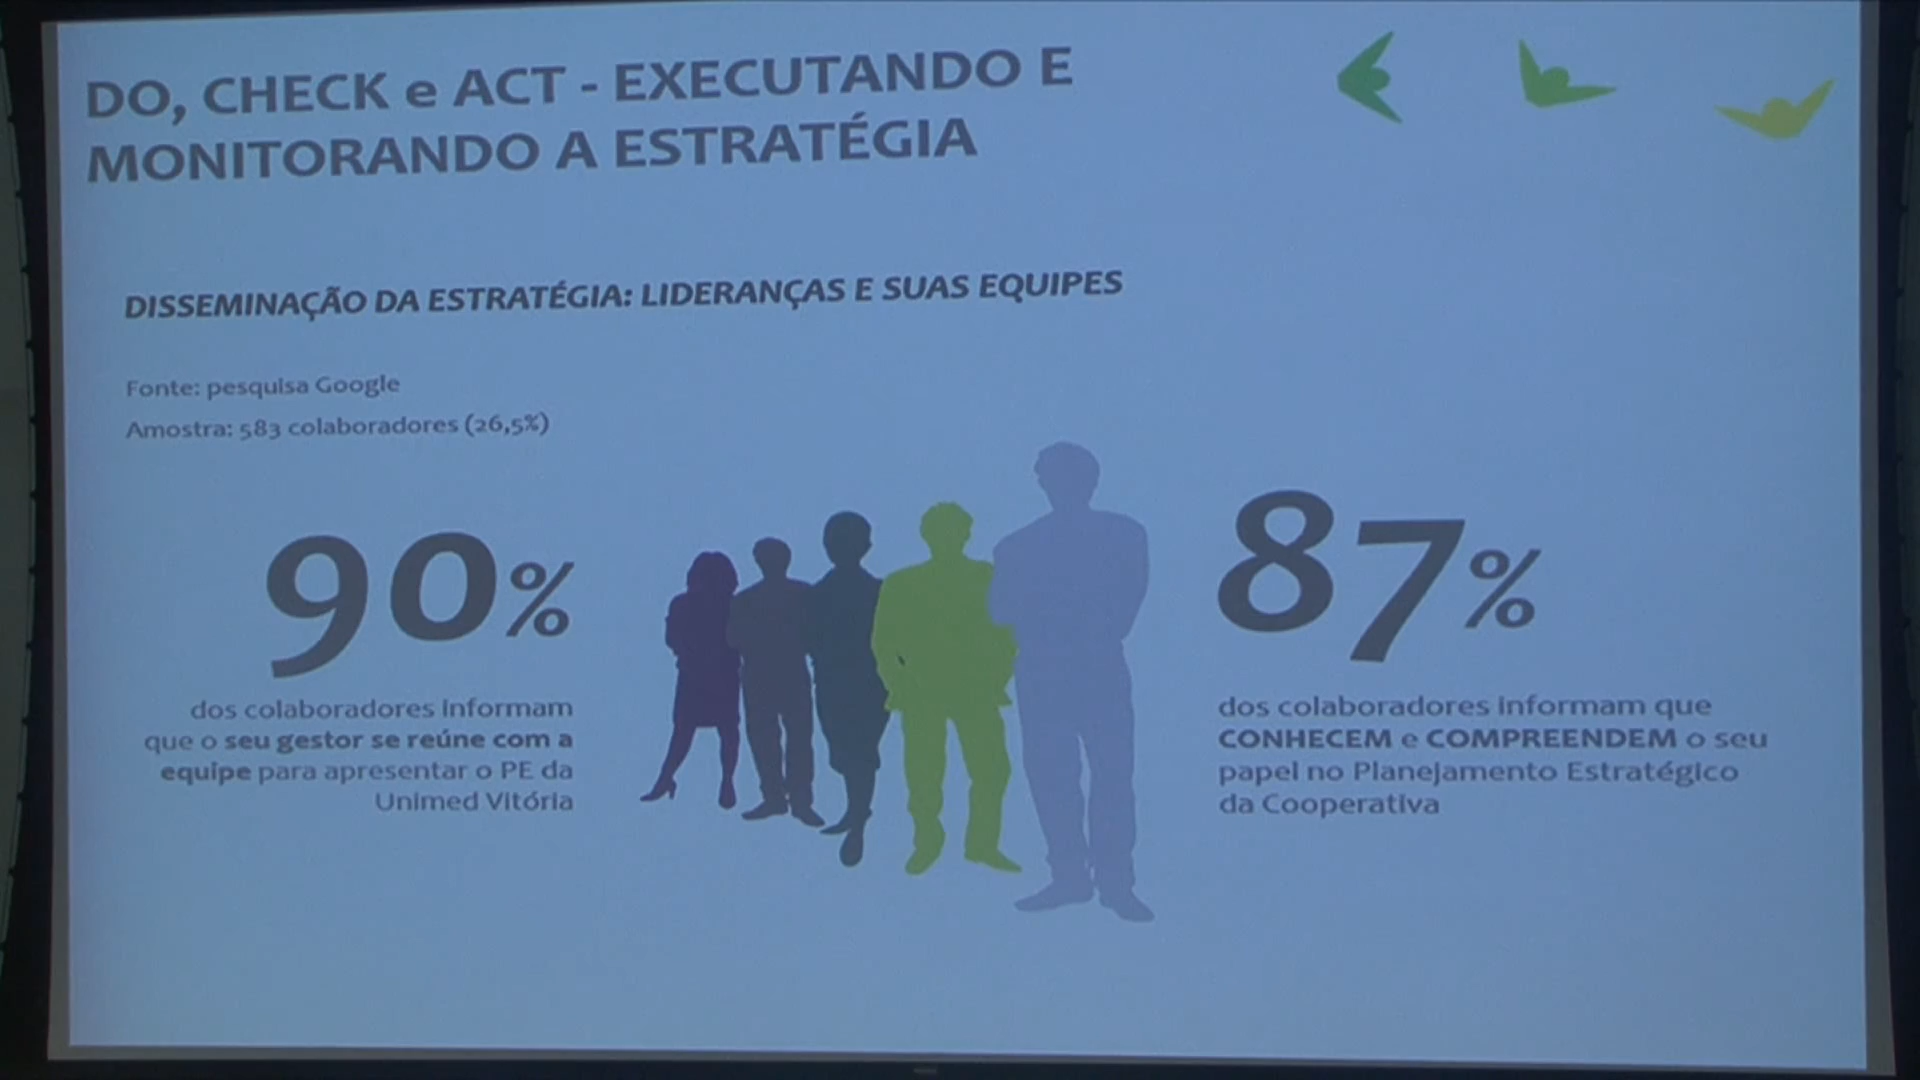 DO, CHECK e ACT - EXECUTANDO E
MONITORANDO A ESTRATÉGIA
DISSEMINAÇÃO DA ESTRATÉGIA: LIDERANÇAS E SUAS EQUIPES
Fonte: pesquisa Google
Amostra: 583 colaboradores (26,5%)
90%
dos colaboradores informam
que o seu gestor se reúne com a
equipe para apresentar o PE da
Unimed Vitória
87%
dos colaboradores informam que
CONHECEM e COMPREENDEM o seu
papel no Planejamento Estratégico
da Cooperativa